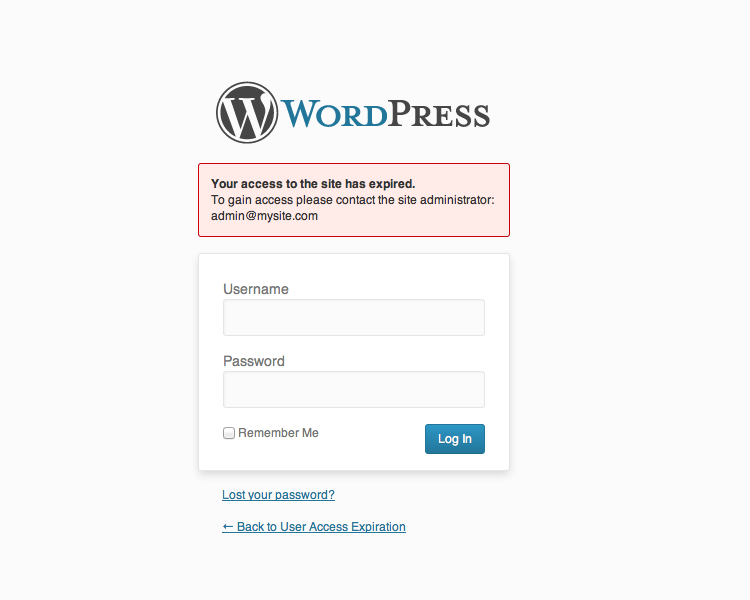 WORDPRESS
Your access to the site has expired.
To gain access please contact the site administrator:
admin@mysite.com
Username
Password
Remember Me
Log In
Lost your password?
← Back to User Access Expiration